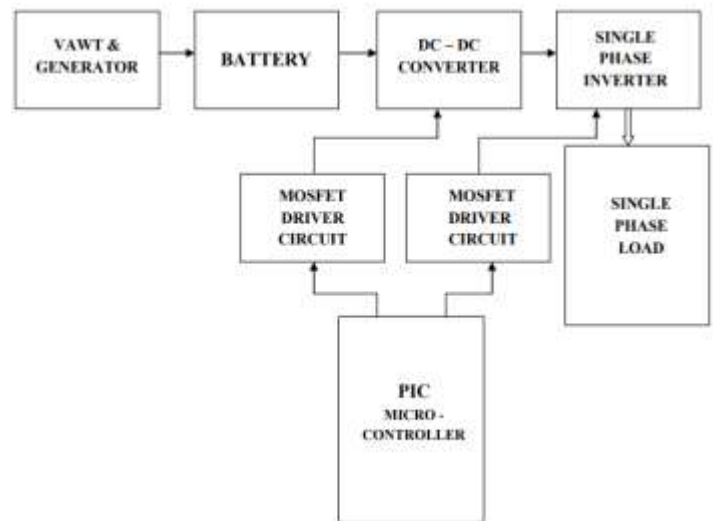 VAWT &
GENERATOR
BATTERY
DC – DC
CONVERTER
SINGLE
PHASE
INVERTER
MOSFET
DRIVER
CIRCUIT
MOSFET
DRIVER
CIRCUIT
SINGLE
PHASE
LOAD
PIC
MICRO -
CONTROLLER